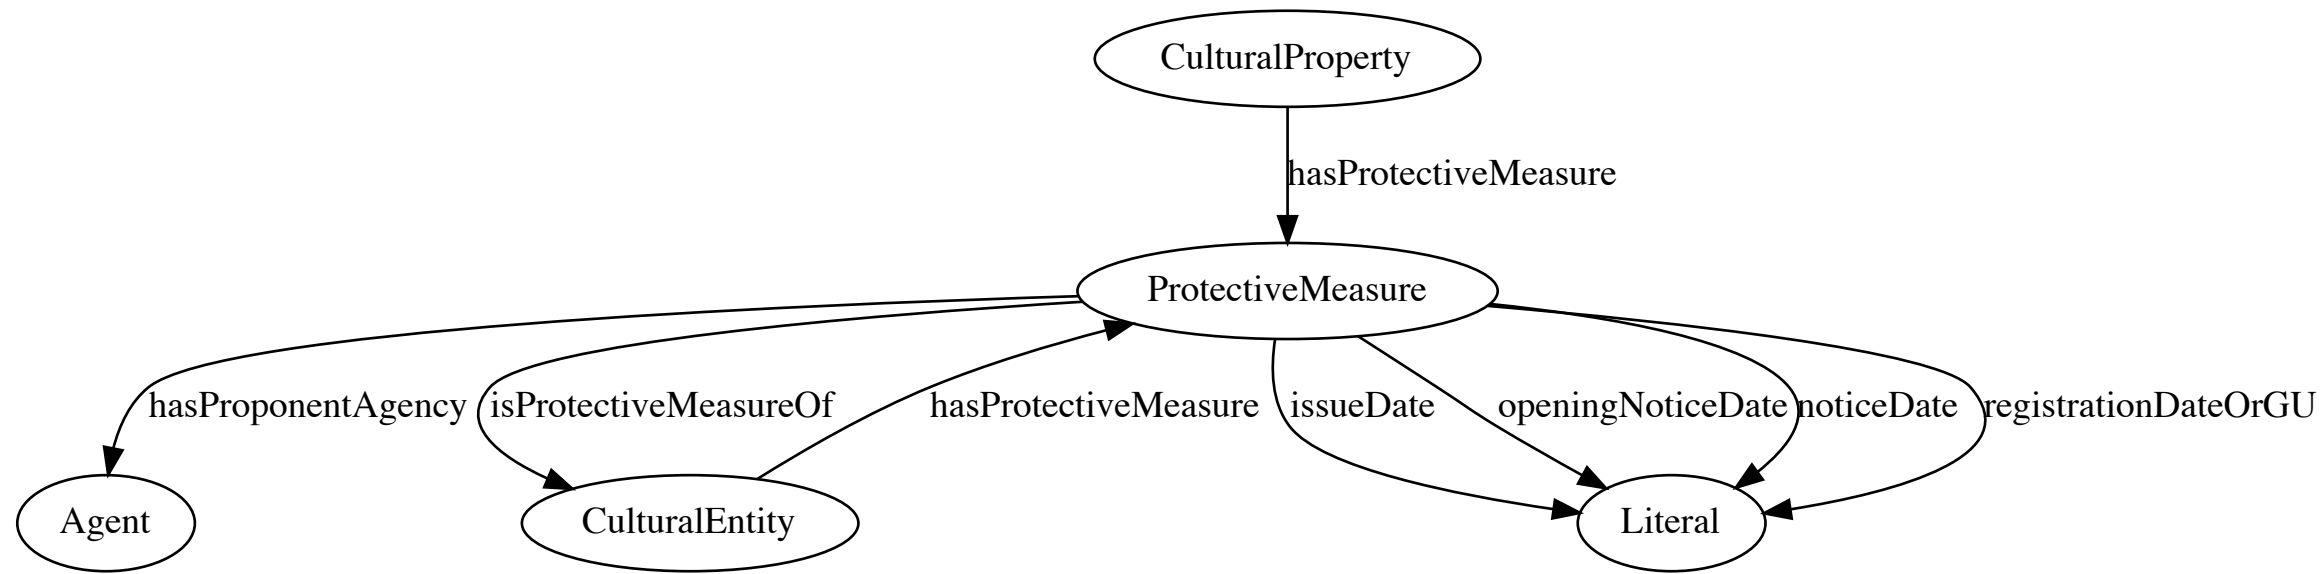 CulturalProperty
hasProtectiveMeasure
ProtectiveMeasure
hasProponentAgency
isProtectiveMeasureOf
hasProtectiveMeasure
issueDate
openingNoticeDate
noticeDate
registrationDateOrGU
Agent
CulturalEntity
Literal